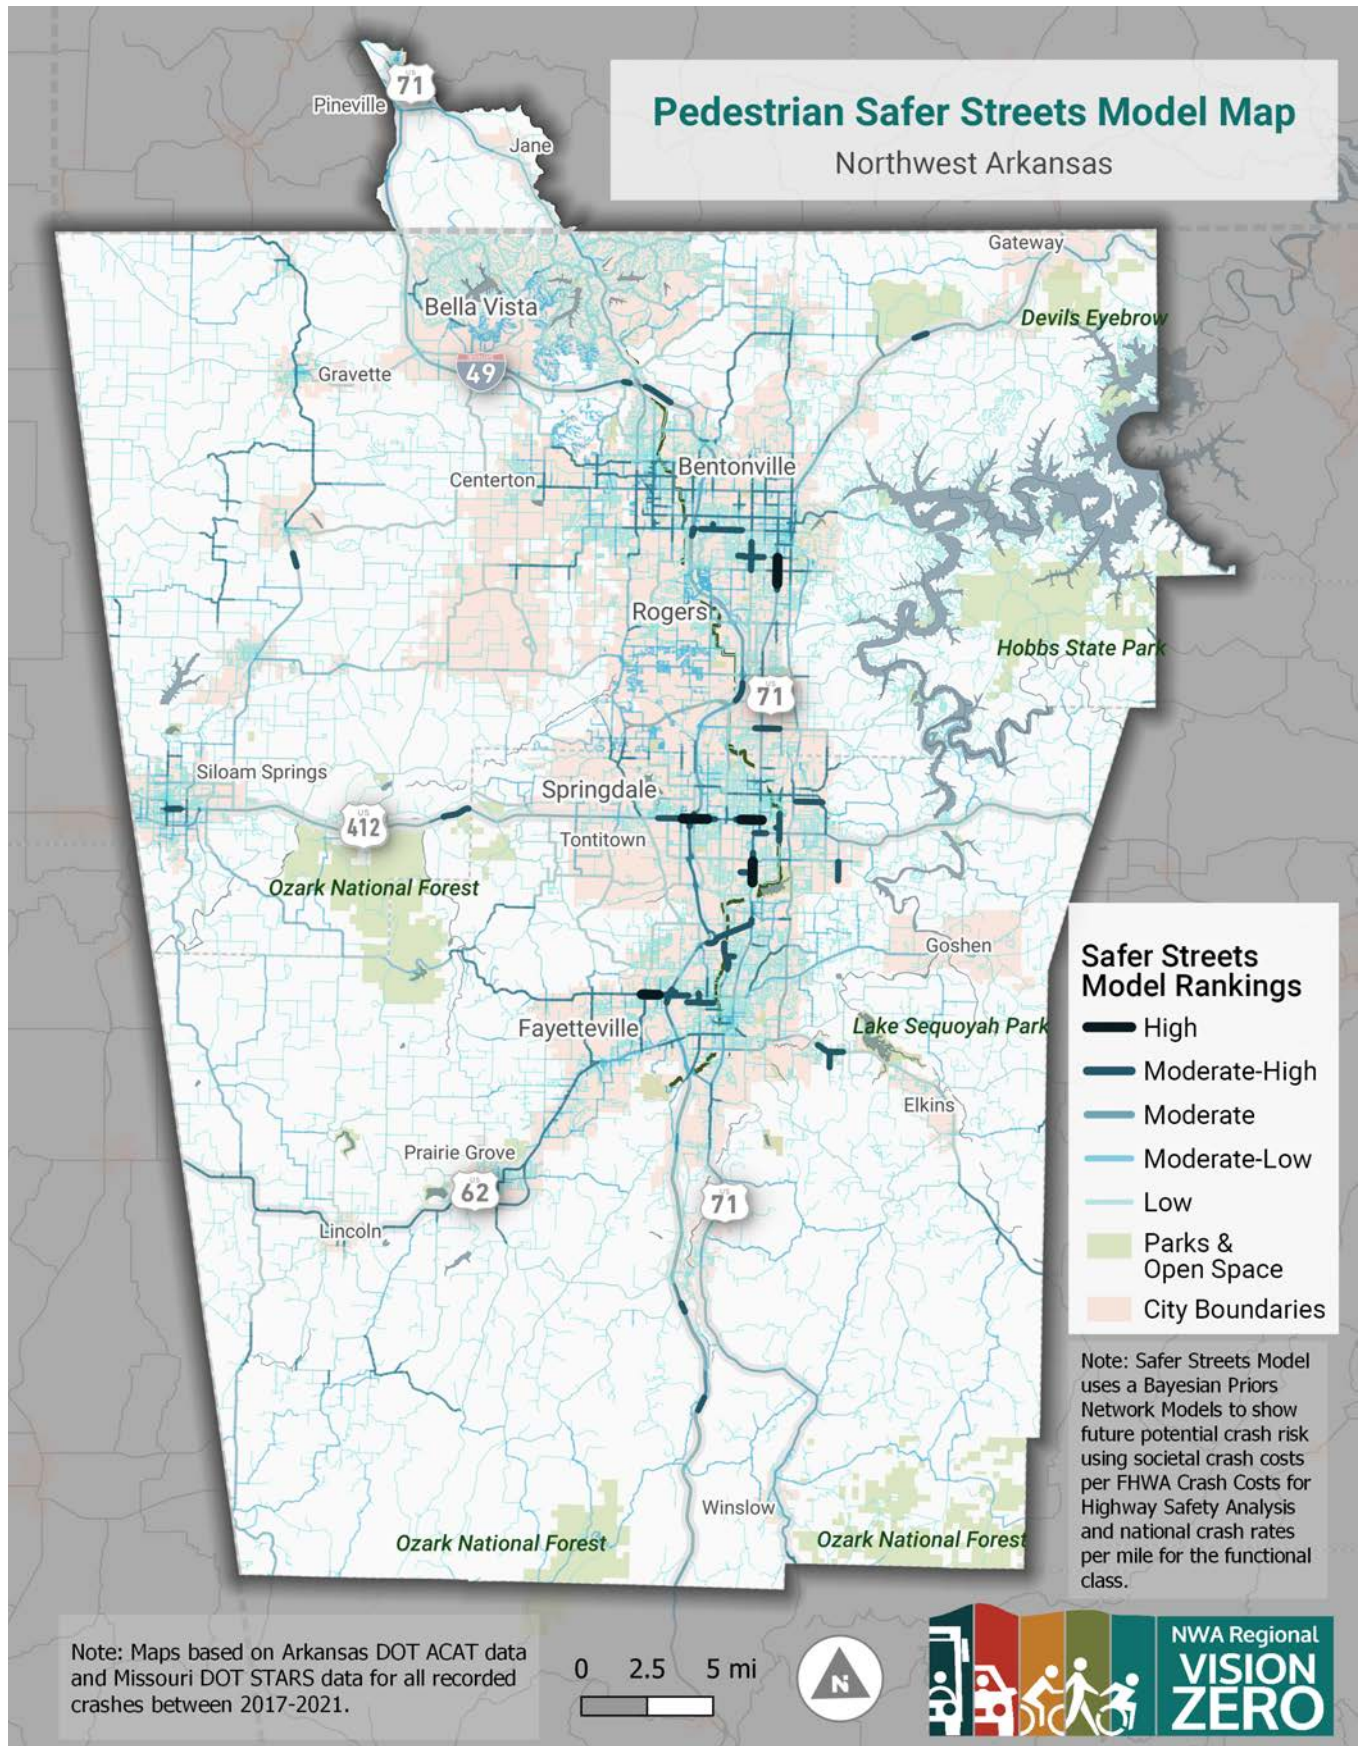 Pedestrian Safer Streets Model Map
Northwest Arkansas
US
71
Pineville
Jane
Gateway
Bella Vista
Devils Eyebrow
49
Gravette
Bentonville
Centerton
Rogers
Hobbs State Park
US
71
Siloam Springs
Springdale
US
412
Tontitown
Ozark National Forest
Goshen
Safer Streets
Model Rankings
High
Moderate-High
Moderate
Moderate-Low
Low
Parks &
Open Space
City Boundaries
Fayetteville
Lake Sequoyah Park
Elkins
Prairie Grove
US
62
US
71
Lincoln
Winslow
Ozark National Forest
Ozark National Forest
Note: Safer Streets Model
uses a Bayesian Priors
Network Models to show
future potential crash risk
using societal crash costs
per FHWA Crash Costs for
Highway Safety Analysis
and national crash rates
per mile for the functional
class.
Note: Maps based on Arkansas DOT ACAT data
and Missouri DOT STARS data for all recorded
crashes between 2017-2021.
0 2.5 5 mi
N
NWA Regional
VISION
ZERO